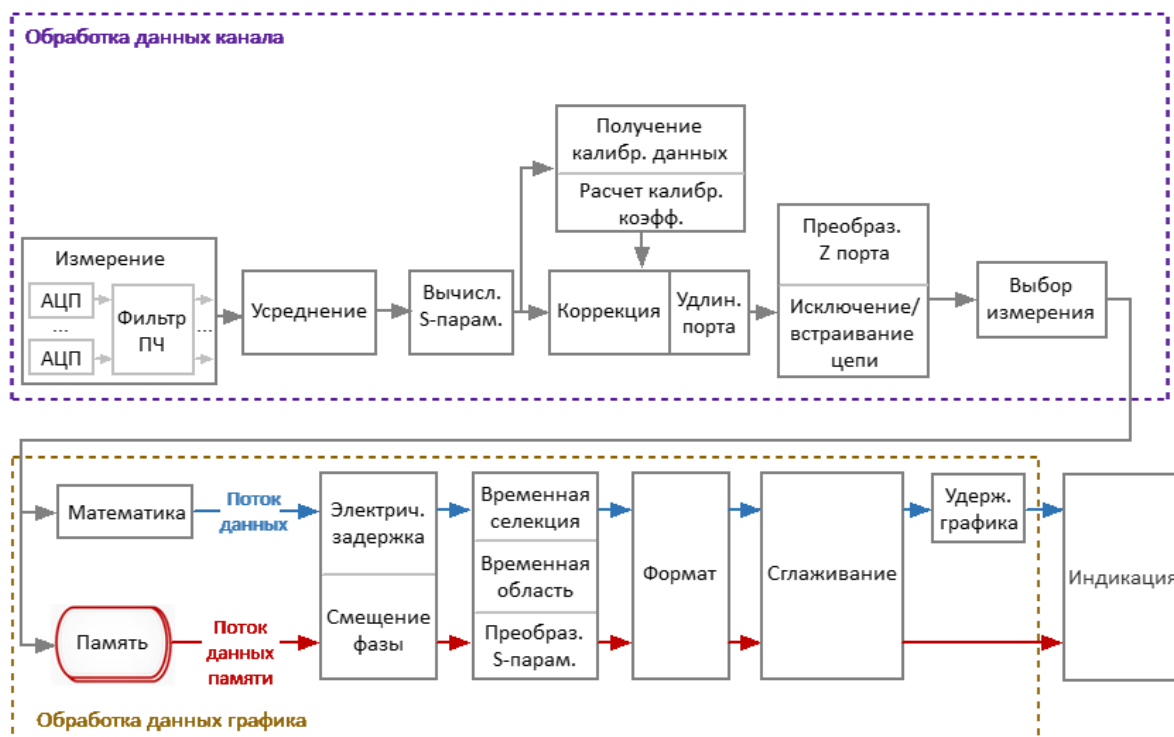 Обработка данных канала
Получение
калибр. данных
Расчет калибр.
коэфф.
Измерение
АЦП
...
АЦП
Фильтр
ПЧ
...
Усреднение
Вычисл.
S-парам.
Коррекция
Удлин.
порта
Преобраз.
Z порта
Исключение/
встраивание
цепи
Выбор
измерения
Математика
Поток
данных
Электрич.
задержка
Временная
селекция
Временная
область
Формат
Сглаживание
Удерж.
графика
Индикация
Память
Поток
данных
памяти
Смещение
фазы
Преобраз.
S-парам.
Обработка данных графика